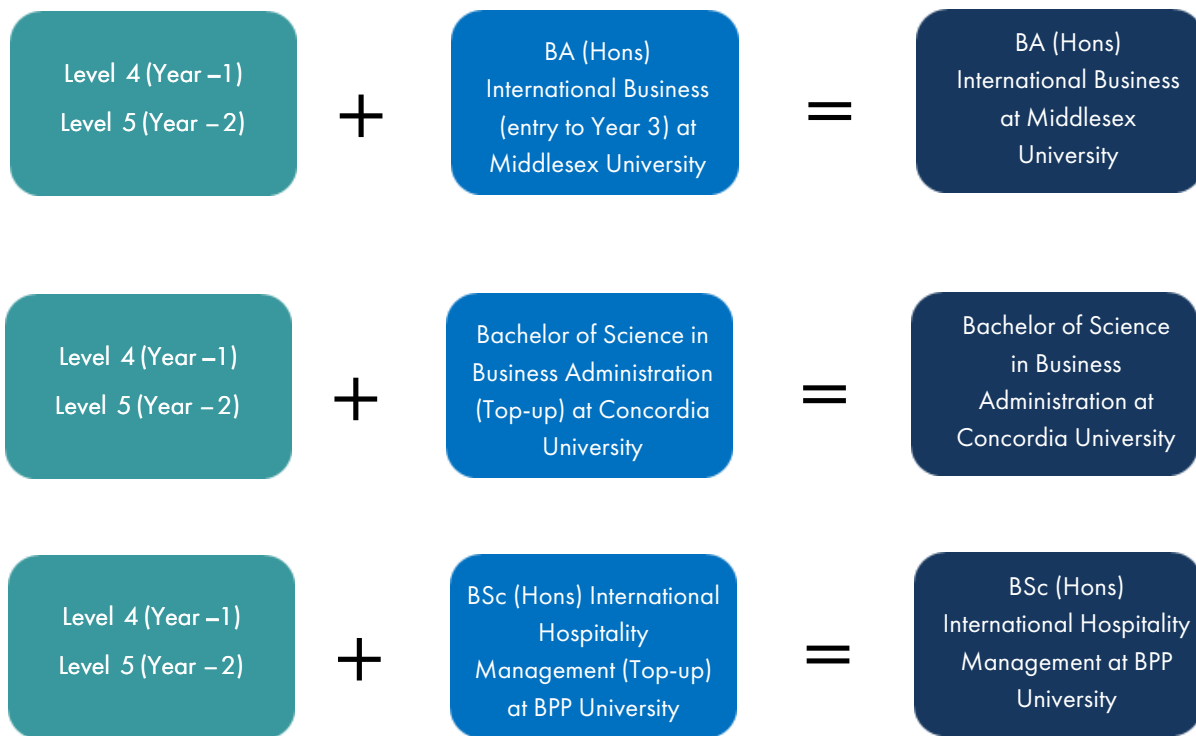 Level 4 (Year –1)
Level 5 (Year – 2)
+
BA (Hons)
International Business
(entry to Year 3) at
Middlesex University
=
BA (Hons)
International Business
at Middlesex
University
Level 4 (Year –1)
Level 5 (Year – 2)
+
Bachelor of Science in
Business Administration
(Top-up) at Concordia
University
=
Bachelor of Science
in Business
Administration at
Concordia University
Level 4 (Year –1)
Level 5 (Year – 2)
+
BSc (Hons) International
Hospitality
Management (Top-up)
at BPP University
=
BSc (Hons)
International Hospitality
Management at BPP
University